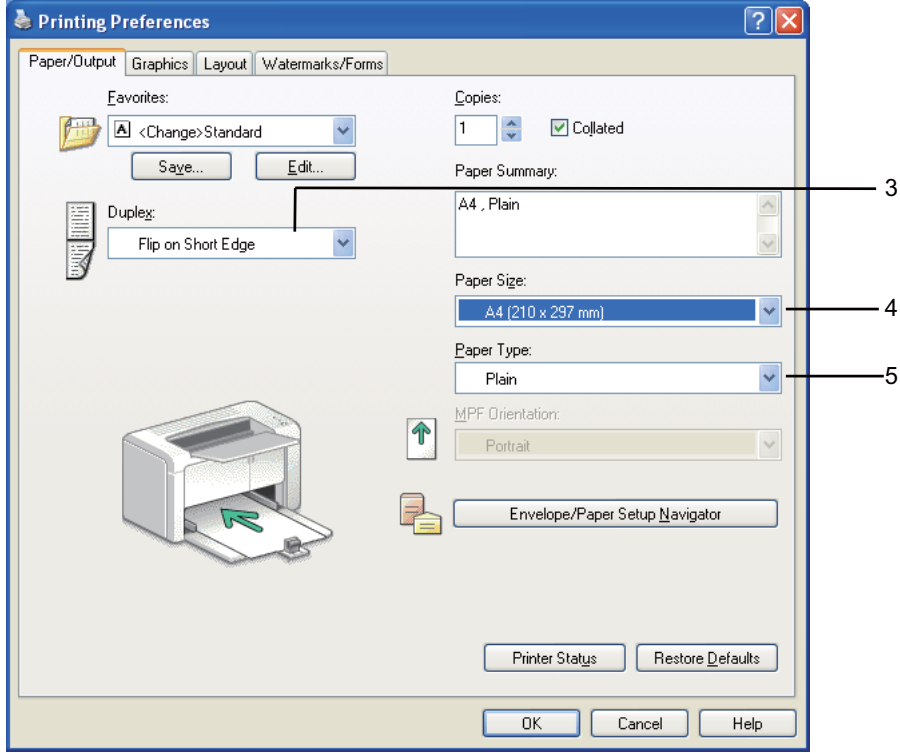 Printing Preferences
Paper/Output Graphics Layout Watermarks/Forms
Favorites:
A <Change>Standard
Save... Edit...
Duplex:
Flip on Short Edge
Copies:
1 Collated
Paper Summary:
A4 , Plain
3
Paper Size:
A4 (210 x 297 mm)
4
Paper Type:
Plain
5
MPF Orientation:
Portrait
Envelope/Paper Setup Navigator
Printer Status Restore Defaults
OK Cancel Help